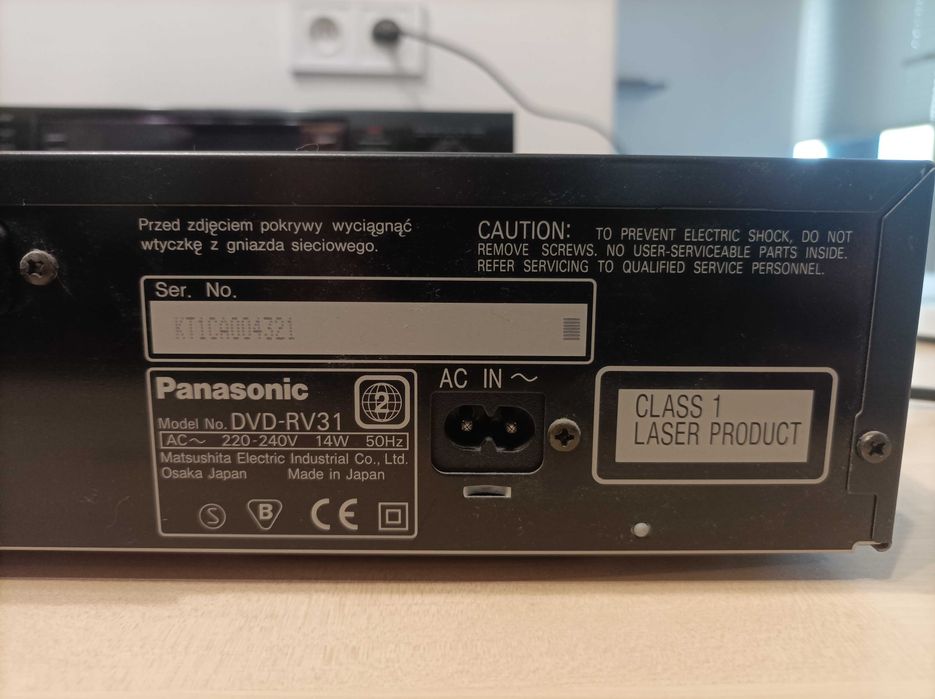 Przed zdjęciem pokrywy wyciągnąć
wtyczkę z gniazda sieciowego.
CAUTION: TO PREVENT ELECTRIC SHOCK, DO NOT
REMOVE SCREWS. NO USER-SERVICEABLE PARTS INSIDE.
REFER SERVICING TO QUALIFIED SERVICE PERSONNEL.
Ser. No.
KT1CA004321
Panasonic
2
Model No. DVD-RV31
AC~ 220-240V 14W 50Hz
Matsushita Electric Industrial Co., Ltd.
Osaka Japan Made in Japan
S B CE
AC IN ~
CLASS 1
LASER PRODUCT